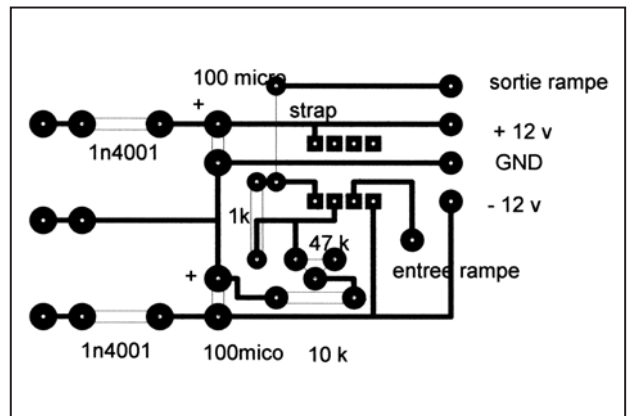 100 micro
sortie rampe
+
strap
+ 12 v
1n4001
GND
1k
- 12 v
47 k
+
entree rampe
1n4001
100mico
10 k